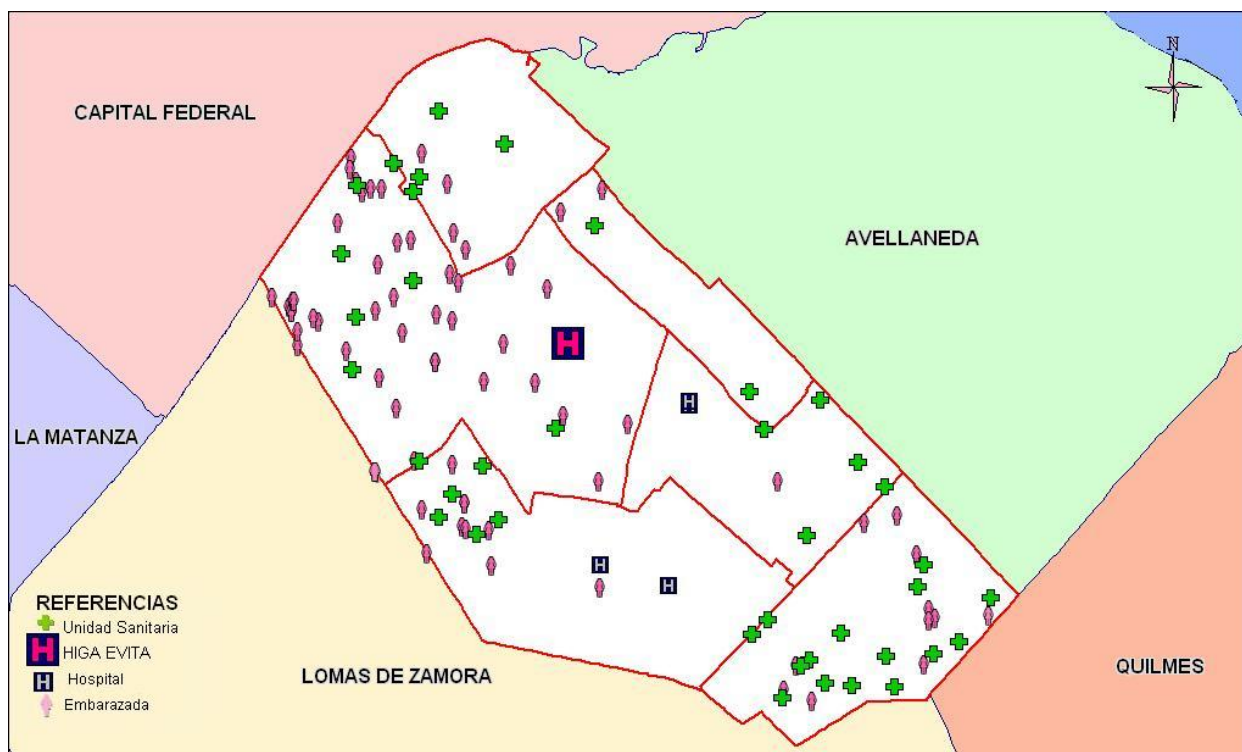 N
CAPITAL FEDERAL
AVELLANEDA
H
H
LA MATANZA
H
H
REFERENCIAS
Unidad Sanitaria
H HIGA EVITA
H Hospital
Embarazada
LOMAS DE ZAMORA
QUILMES